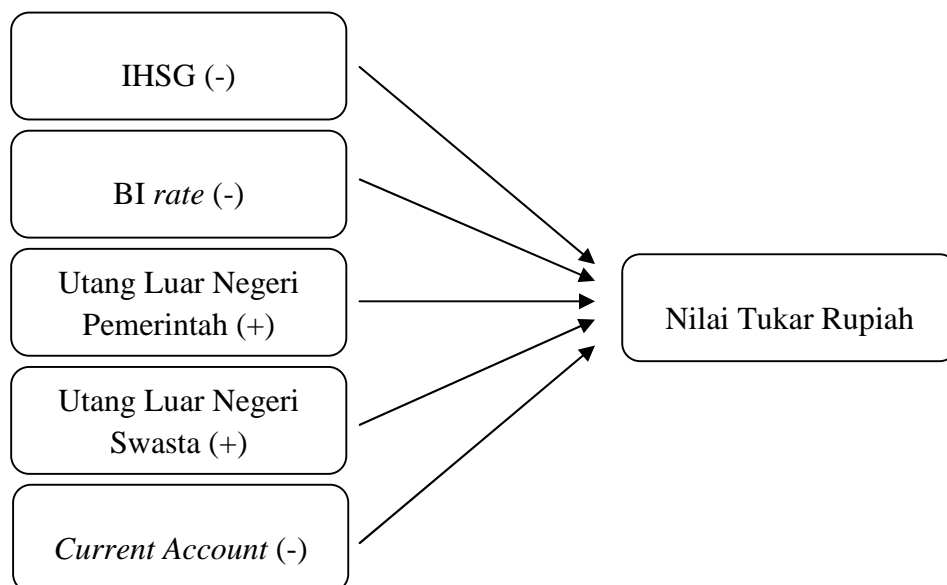 IHSG (-)
BI rate (-)
Utang Luar Negeri
Pemerintah (+)
Utang Luar Negeri
Swasta (+)
Current Account (-)
Nilai Tukar Rupiah